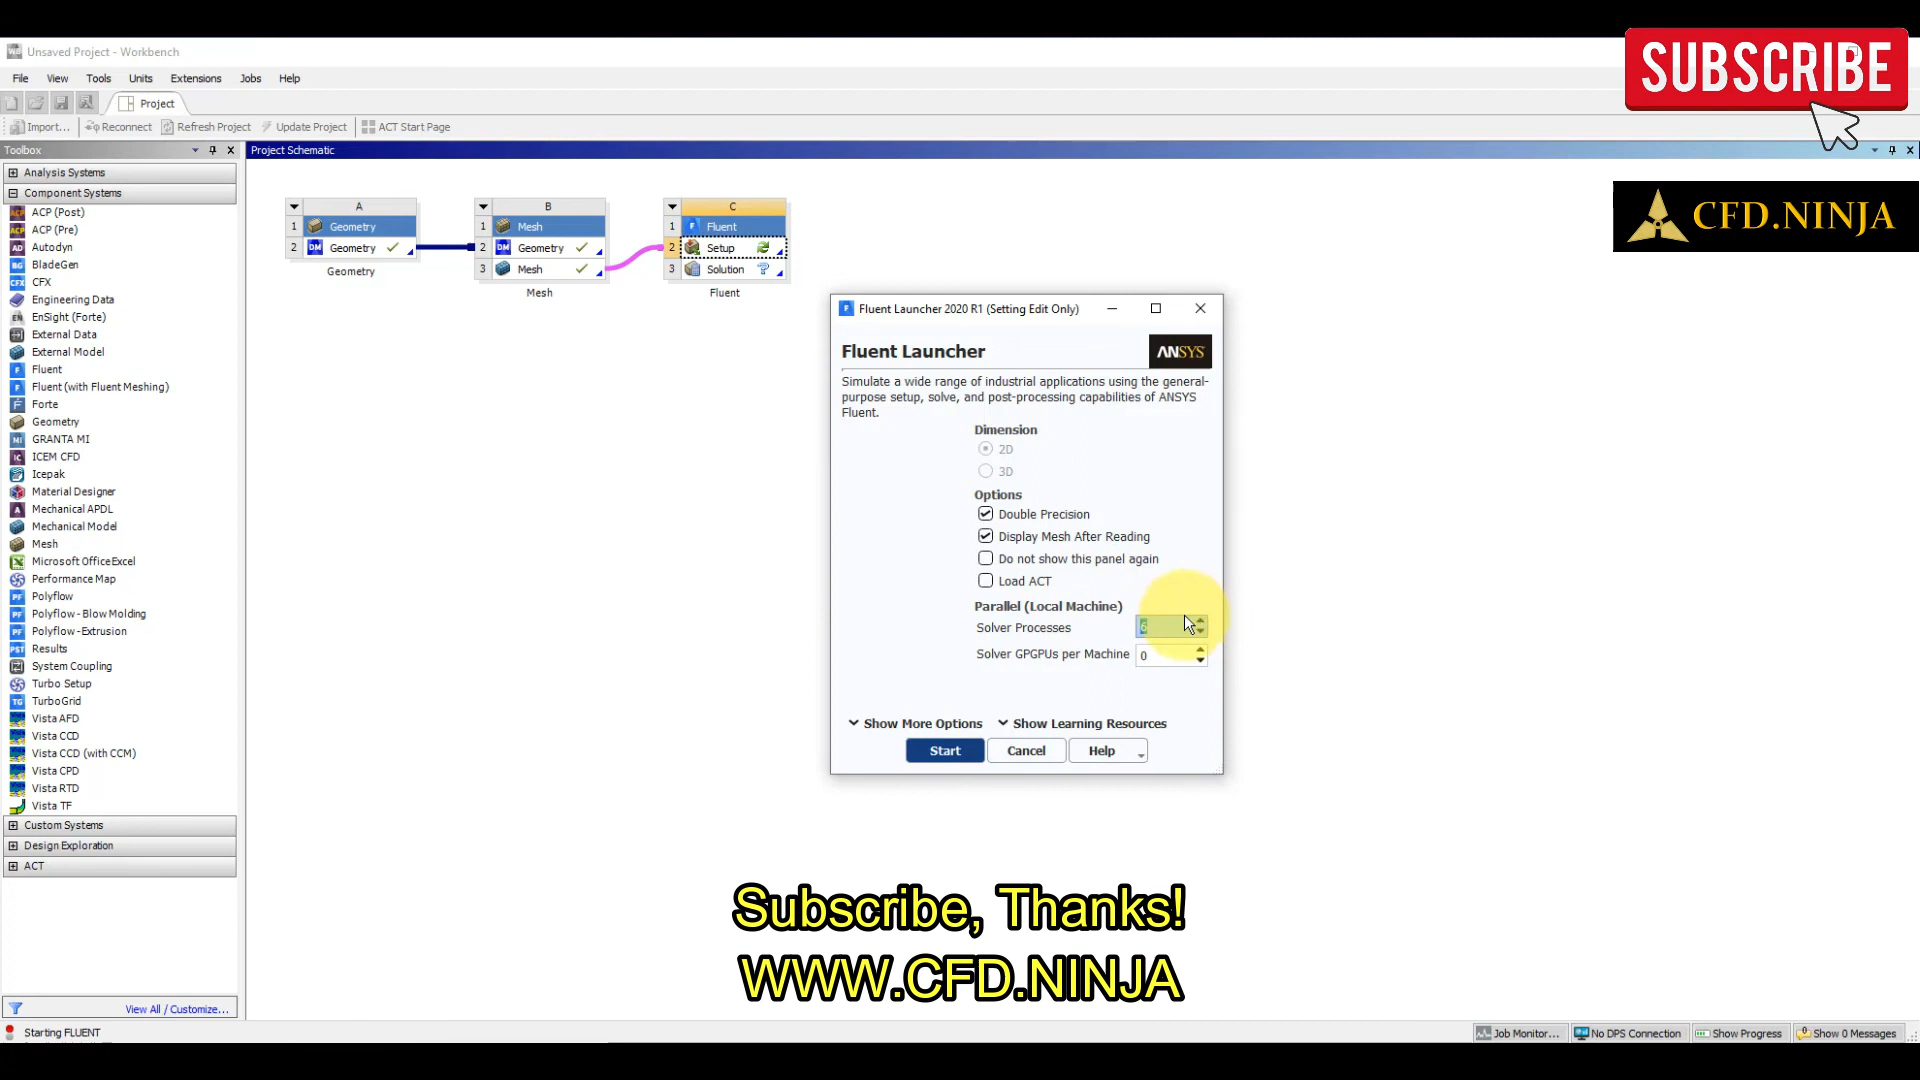 Unsaved Project - Workbench
SUBSCRIBE
File View Tools Units Extensions Jobs Help
Project
Import... Reconnect Refresh Project Update Project ACT Start Page
Toolbox
Project Schematic
Analysis Systems
Component Systems
ACP (Post)
ACP (Pre)
Autodyn
BladeGen
CFX
Engineering Data
EnSight (Forte)
External Data
External Model
Fluent
Fluent (with Fluent Meshing)
Forte
Geometry
GRANTA MI
ICEM CFD
Icepak
Material Designer
Mechanical APDL
Mechanical Model
Mesh
Microsoft Office Excel
Performance Map
Polyflow
Polyflow - Blow Molding
Polyflow - Extrusion
Results
System Coupling
Turbo Setup
TurboGrid
Vista AFD
Vista CCD
Vista CCD (with CCM)
Vista CPD
Vista RTD
Vista TF
Custom Systems
Design Exploration
ACT
View All / Customize...
A
1 Geometry
2 DM Geometry
Geometry
B
1 Mesh
2 DM Geometry
3 Mesh
Mesh
C
1 Fluent
2 Setup
3 Solution
Fluent
CFD.NINJA
Fluent Launcher 2020 R1 (Setting Edit Only)
Fluent Launcher
ANSYS
Simulate a wide range of industrial applications using the general-
purpose setup, solve, and post-processing capabilities of ANSYS
Fluent.
Dimension
2D
3D
Options
Double Precision
Display Mesh After Reading
Do not show this panel again
Load ACT
Parallel (Local Machine)
Solver Processes 6
Solver GPGPUs per Machine 0
Show More Options Show Learning Resources
Start Cancel Help
Subscribe, Thanks!
WWW.CFD.NINJA
Starting FLUENT
Job Monitor... No DPS Connection Show Progress Show 0 Messages